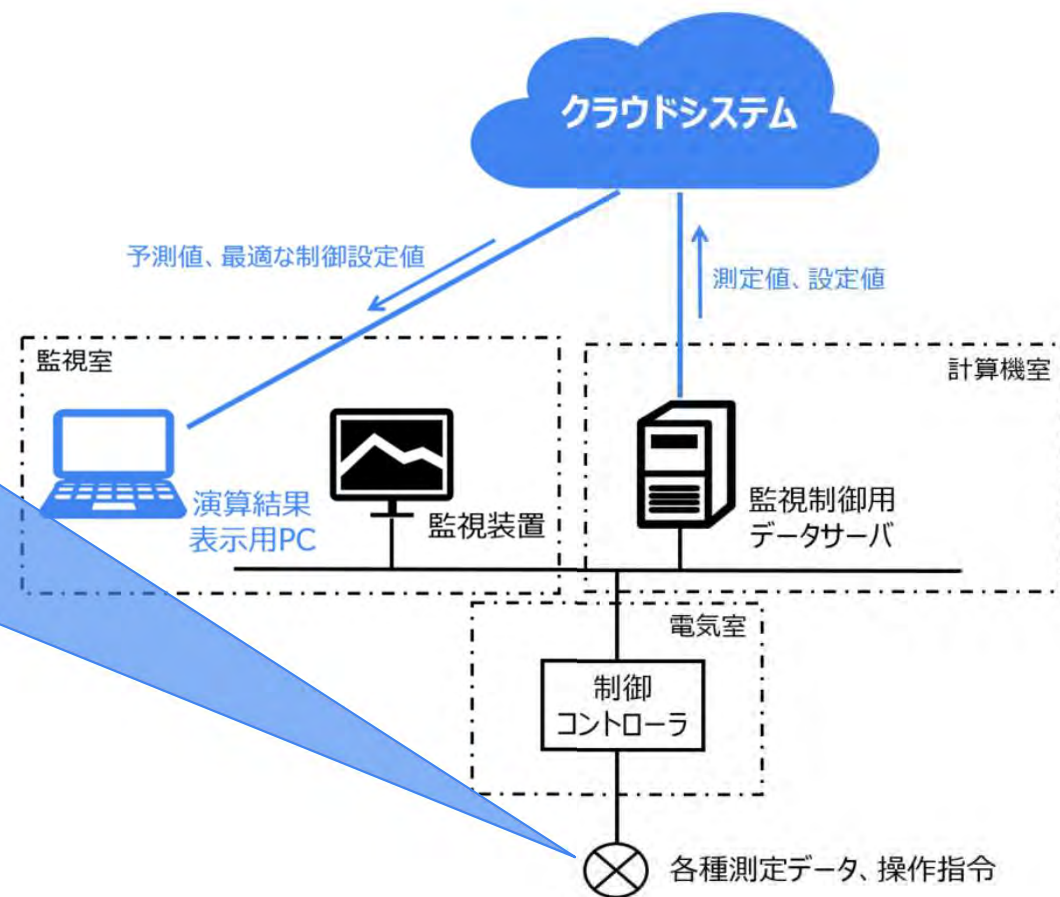 クラウドシステム
予測値、最適な制御設定値
測定値、設定値
監視室
計算機室
演算結果
表示用PC
監視装置
監視制御用
データサーバ
電気室
制御
コントローラ
各種測定データ、操作指令